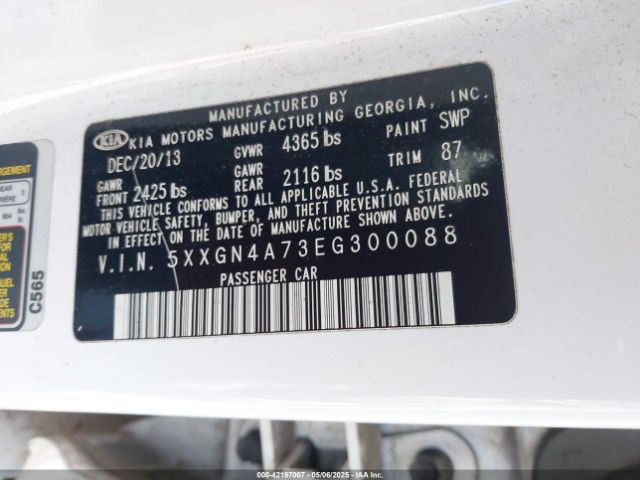 MANUFACTURED BY
KIA KIA MOTORS MANUFACTURING GEORGIA, INC.
DEC/20/13 GVWR 4365 lbs PAINT SWP
GAWR FRONT 2425 lbs GAWR REAR 2116 lbs TRIM 87
THIS VEHICLE CONFORMS TO ALL APPLICABLE U.S.A. FEDERAL
MOTOR VEHICLE SAFETY, BUMPER, AND THEFT PREVENTION STANDARDS
IN EFFECT ON THE DATE OF MANUFACTURE SHOWN ABOVE.
V.I.N. 5XXGN4A73EG300088
PASSENGER CAR
C565
000-42197007 - 05/06/2025 - IAA Holdings, LLC